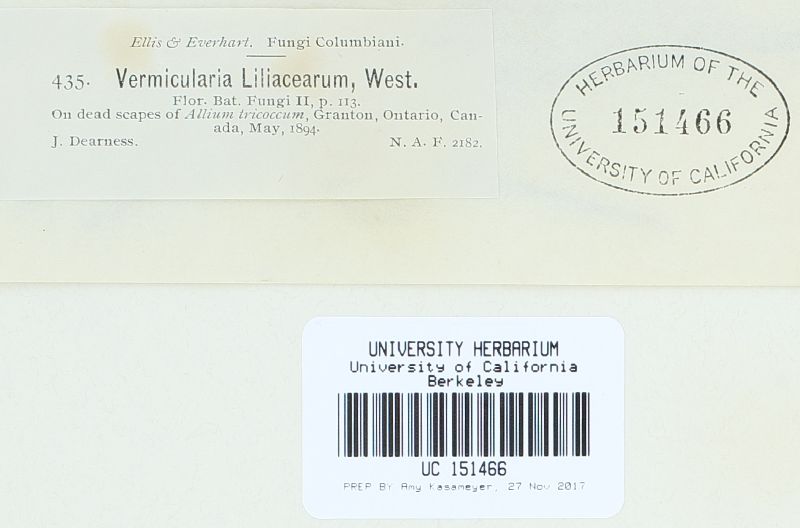 Ellis & Everhart. Fungi Columbiani.
435. Vermicularia Liliacearum, West.
Flor. Bat. Fungi II, p. 113.
On dead scapes of Allium tricoccum, Granton, Ontario, Can-
ada, May, 1894.
J. Dearness. N. A. F. 2182.
HERBARIUM OF THE
151466
UNIVERSITY OF CALIFORNIA
UNIVERSITY HERBARIUM
University of California
Berkeley
UC 151466
PREP BY Amy Kasameyer, 27 Nov 2017